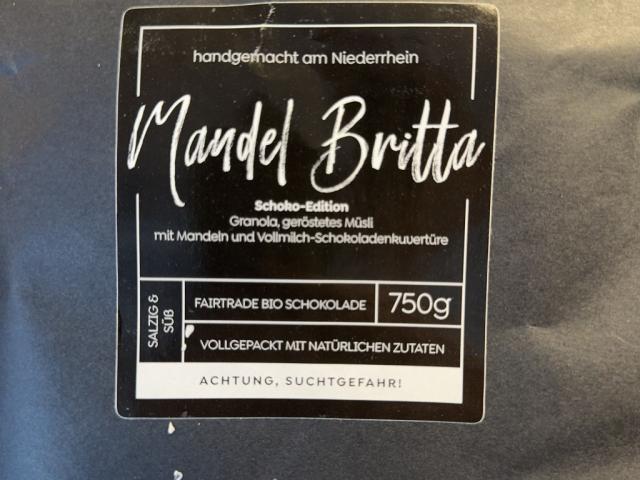 handgemacht am Niederrhein
Mandel Britta
Schoko-Edition
Granola, geröstetes Müsli
mit Mandeln und Vollmilch-Schokoladenkuvertüre
SALZIG &
SÜß
FAIRTRADE BIO SCHOKOLADE
750g
VOLLGEPACKT MIT NATÜRLICHEN ZUTATEN
ACHTUNG, SUCHTGEFAHR!